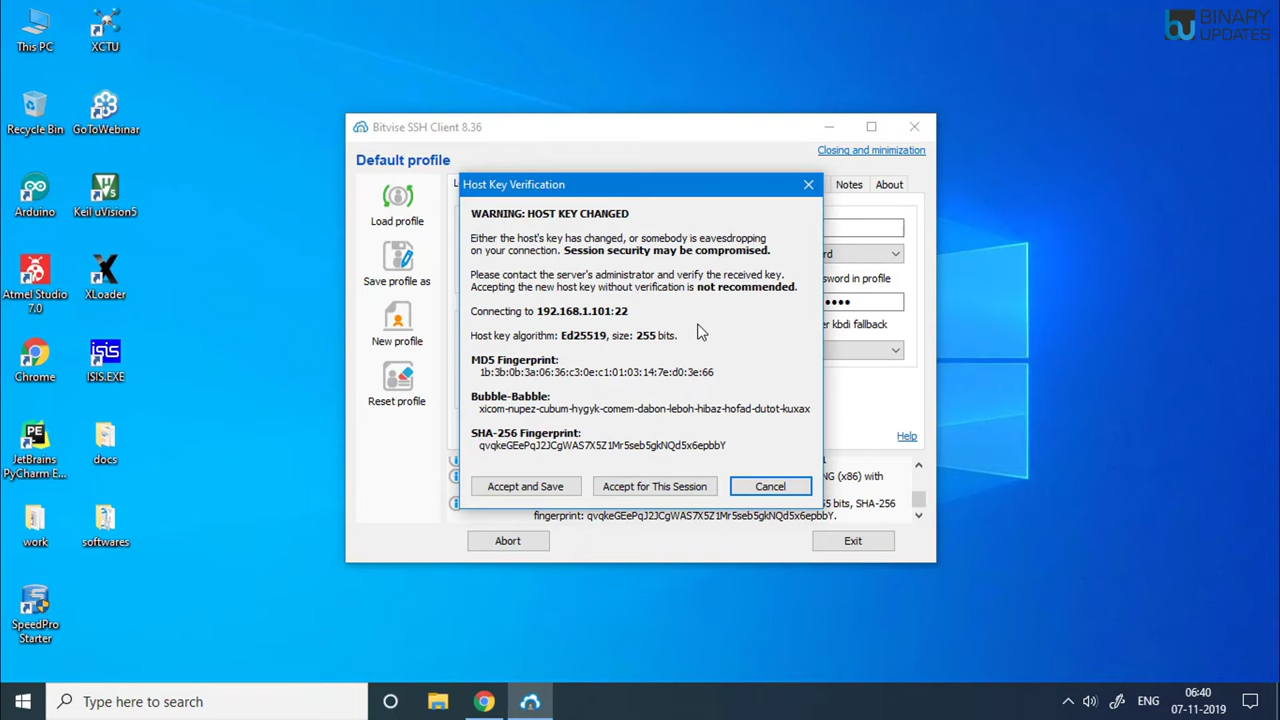 This PC
XCTU
Recycle Bin
GoToWebinar
Arduino
Keil uVision5
Atmel Studio
7.0
XLoader
Chrome
ISIS.EXE
JetBrains
PyCharm E...
docs
work
softwares
SpeedPro
Starter
BINARY
UPDATES
Bitvise SSH Client 8.36
Closing and minimization
Default profile
Load profile
Save profile as
New profile
Reset profile
Notes
About
rd
ssword in profile
••••
r kbdi fallback
Help
Host Key Verification
WARNING: HOST KEY CHANGED
Either the host's key has changed, or somebody is eavesdropping
on your connection. Session security may be compromised.
Please contact the server's administrator and verify the received key.
Accepting the new host key without verification is not recommended.
Connecting to 192.168.1.101:22
Host key algorithm: Ed25519, size: 255 bits.
MD5 Fingerprint:
1b:3b:0b:3a:06:36:c3:0e:c1:01:03:14:7e:d0:3e:66
Bubble-Babble:
xicom-nupez-cubum-hygyk-comem-dabon-leboh-hibaz-hofad-dutot-kuxax
SHA-256 Fingerprint:
qvqkeGEePqJ2JCgWAS7X5Z1Mr5seb5gkNQd5x6epbbY
Accept and Save
Accept for This Session
Cancel
1
NG (x86) with
5 bits, SHA-256
fingerprint: qvqkeGEePqJ2JCgWAS7X5Z1Mr5seb5gkNQd5x6epbbY.
Abort
Exit
Type here to search
ENG
06:40
07-11-2019